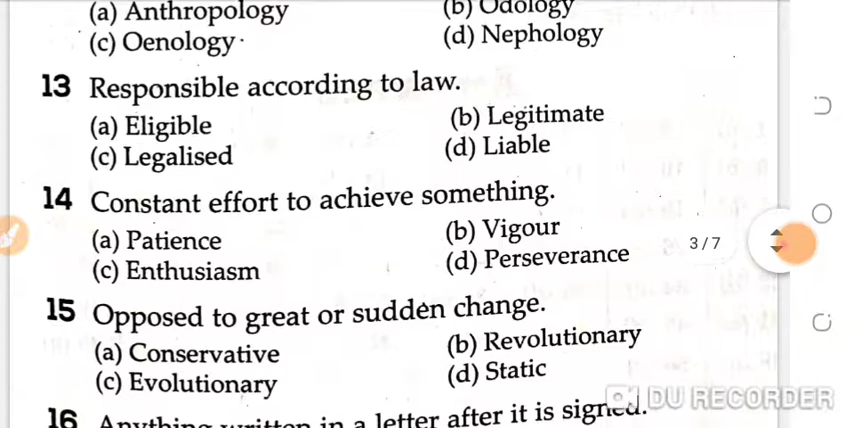 (a) Anthropology (b) Odology
(c) Oenology (d) Nephology
13 Responsible according to law.
(a) Eligible (b) Legitimate
(c) Legalised (d) Liable
14 Constant effort to achieve something.
(a) Patience (b) Vigour
(c) Enthusiasm (d) Perseverance
3/7
15 Opposed to great or sudden change.
(a) Conservative (b) Revolutionary
(c) Evolutionary (d) Static
DU RECORDER
16 Anything written in a letter after it is signed.